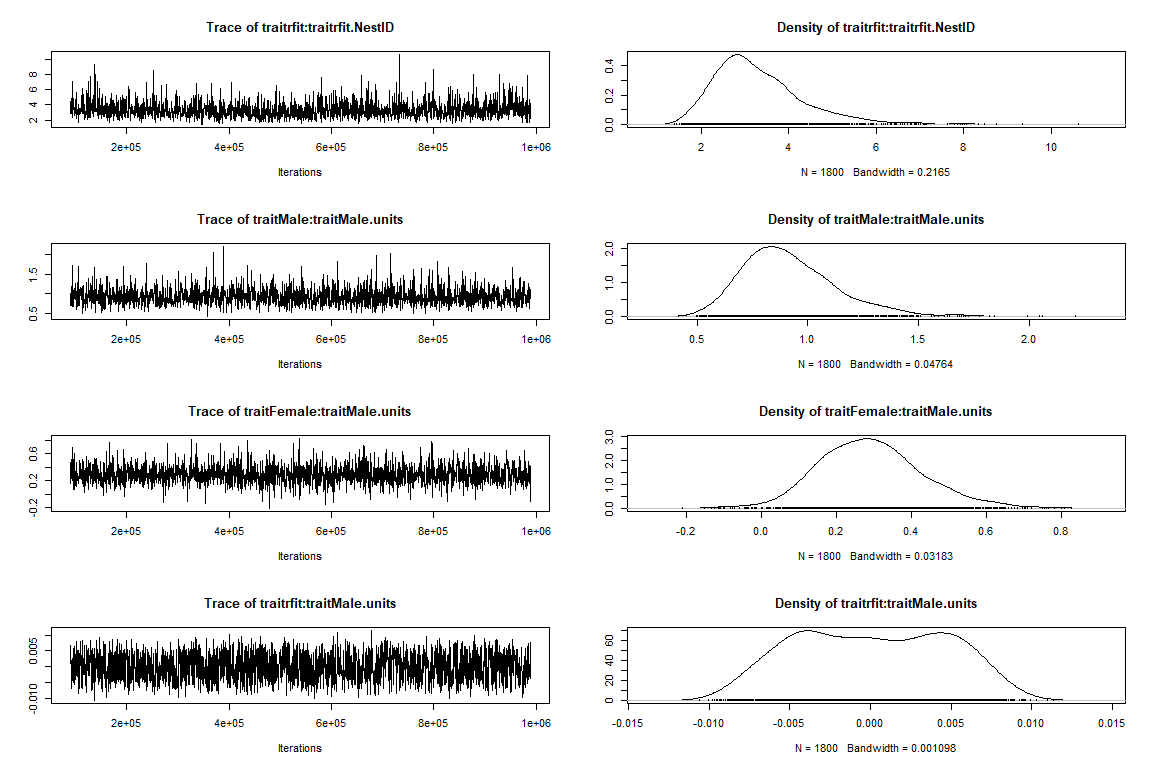 Trace of traitrfit:traitrfit.NestID
8
6
4
2
2e+05 4e+05 6e+05 8e+05 1e+06
Iterations
Density of traitrfit:traitrfit.NestID
0.4
0.2
0.0
2 4 6 8 10
N = 1800 Bandwidth = 0.2165
Trace of traitMale:traitMale.units
1.5
0.5
2e+05 4e+05 6e+05 8e+05 1e+06
Iterations
Density of traitMale:traitMale.units
2.0
1.0
0.0
0.5 1.0 1.5 2.0
N = 1800 Bandwidth = 0.04764
Trace of traitFemale:traitMale.units
0.6
0.2
-0.2
2e+05 4e+05 6e+05 8e+05 1e+06
Iterations
Density of traitFemale:traitMale.units
3.0
2.0
1.0
0.0
-0.2 0.0 0.2 0.4 0.6 0.8
N = 1800 Bandwidth = 0.03183
Trace of traitrfit:traitMale.units
0.005
-0.010
2e+05 4e+05 6e+05 8e+05 1e+06
Iterations
Density of traitrfit:traitMale.units
60
40
20
0
-0.015 -0.010 -0.005 0.000 0.005 0.010 0.015
N = 1800 Bandwidth = 0.001098